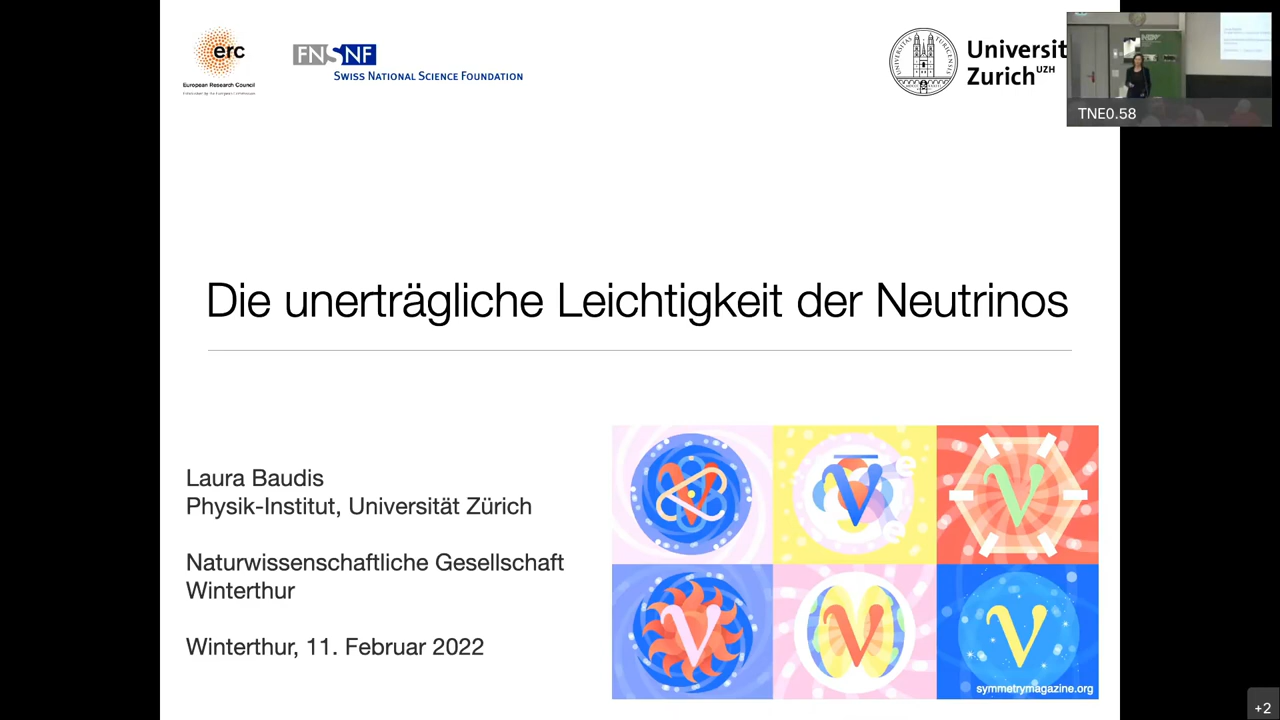 erc
European Research Council
FNSNF
SWISS NATIONAL SCIENCE FOUNDATION
Universit
Zurich UZH
TNE0.58
Die unerträgliche Leichtigkeit der Neutrinos
Laura Baudis
Physik-Institut, Universität Zürich
Naturwissenschaftliche Gesellschaft
Winterthur
Winterthur, 11. Februar 2022
ν
ν e
e
ν
ν
ν
ν
symmetrymagazine.org
+2